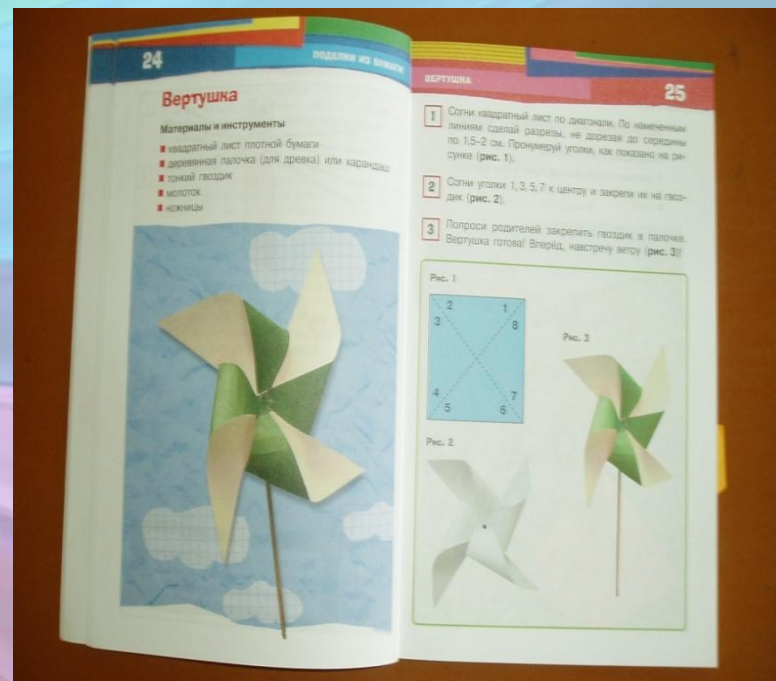 24
ПОДЕЛКИ ИЗ БУМАГИ
Вертушка
Материалы и инструменты
квадратный лист плотной бумаги
деревянная палочка (для древка) или карандаш
тонкий гвоздик
молоток
ножницы
ВЕРТУШКА
25
1 Согни квадратный лист по диагонали. По намеченным
линиям сделай разрезы, не дорезая до середины
по 1,5–2 см. Пронумеруй уголки, как показано на ри-
сунке (рис. 1).
2 Согни уголки 1, 3, 5, 7 к центру и закрепи их на гвоз-
дик (рис. 2).
3 Попроси родителей закрепить гвоздик в палочке.
Вертушка готова! Вперёд, навстречу ветру (рис. 3)!
Рис. 1
2 1
3 8
4 7
5 6
Рис. 3
Рис. 2